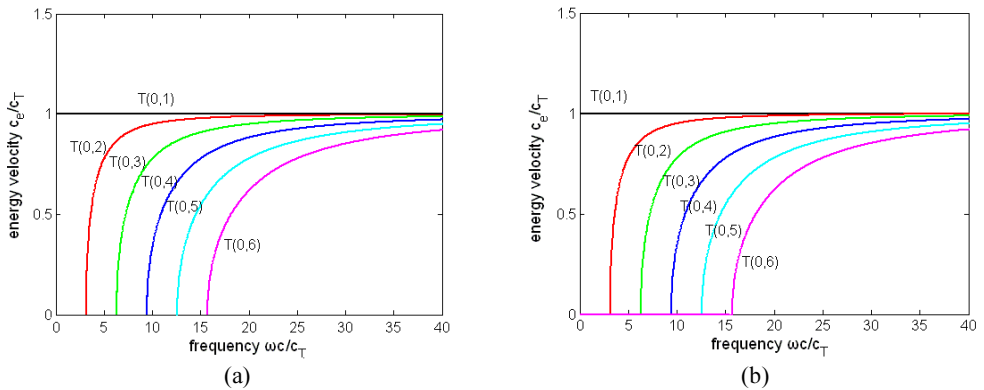 1.5
1
0.5
0
energy velocity c_e/c_T
T(0,1)
T(0,2)
T(0,3)
T(0,4)
T(0,5)
T(0,6)
0 5 10 15 20 25 30 35 40
frequency ωc/c_T
(a)
1.5
1
0.5
0
energy velocity c_e/c_T
T(0,1)
T(0,2)
T(0,3)
T(0,4)
T(0,5)
T(0,6)
0 5 10 15 20 25 30 35 40
frequency ωc/c_T
(b)